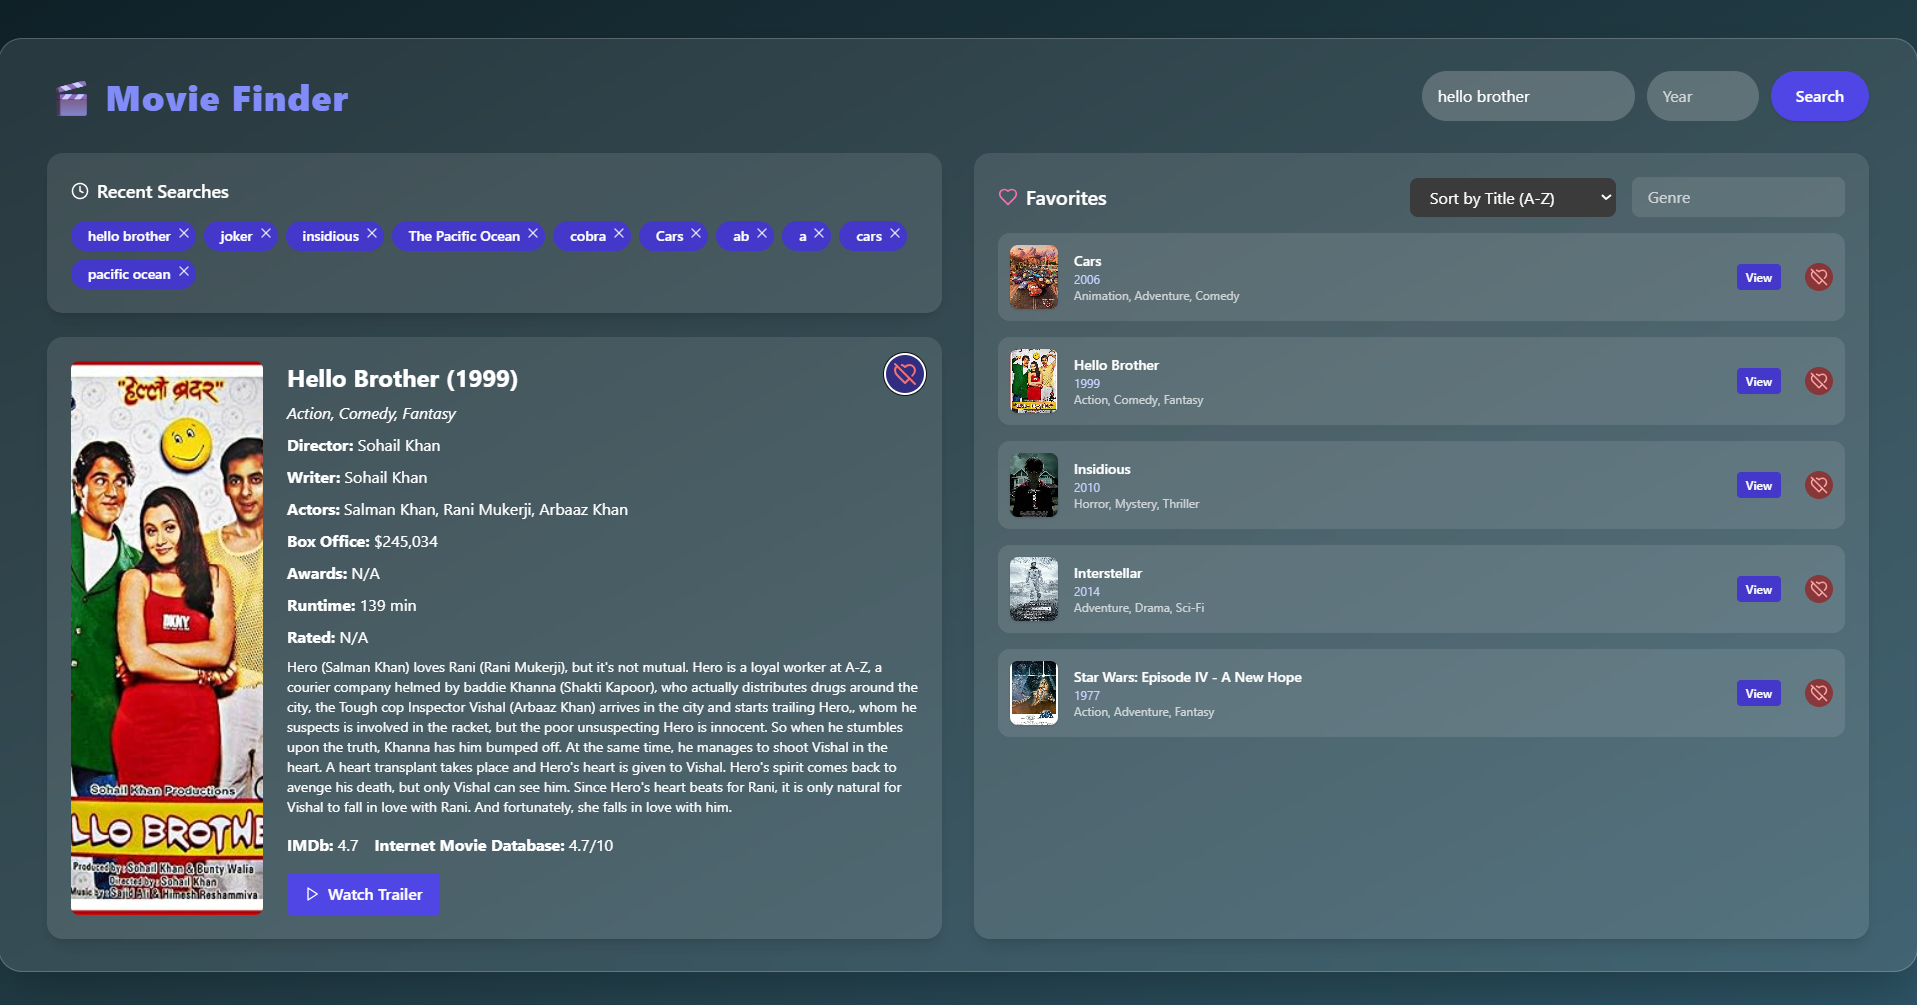 Movie Finder
hello brother
Year
Search
Recent Searches
hello brother
joker
insidious
The Pacific Ocean
cobra
Cars
ab
a
cars
pacific ocean
"हेल्लो ब्रदर"
DKNY
Sohail Khan Productions
LLO BROTHE
Produced by : Sohail Khan & Bunty Walia
Directed by : Sohail Khan
Music by : Sajid Ali & Himesh Reshammiya
Hello Brother (1999)
Action, Comedy, Fantasy
Director: Sohail Khan
Writer: Sohail Khan
Actors: Salman Khan, Rani Mukerji, Arbaaz Khan
Box Office: $245,034
Awards: N/A
Runtime: 139 min
Rated: N/A
Hero (Salman Khan) loves Rani (Rani Mukerji), but it's not mutual. Hero is a loyal worker at A-Z, a
courier company helmed by baddie Khanna (Shakti Kapoor), who actually distributes drugs around the
city, the Tough cop Inspector Vishal (Arbaaz Khan) arrives in the city and starts trailing Hero,, whom he
suspects is involved in the racket, but the poor unsuspecting Hero is innocent. So when he stumbles
upon the truth, Khanna has him bumped off. At the same time, he manages to shoot Vishal in the
heart. A heart transplant takes place and Hero's heart is given to Vishal. Hero's spirit comes back to
avenge his death, but only Vishal can see him. Since Hero's heart beats for Rani, it is only natural for
Vishal to fall in love with Rani. And fortunately, she falls in love with him.
IMDb: 4.7 Internet Movie Database: 4.7/10
Watch Trailer
Favorites
Sort by Title (A-Z)
Genre
Cars
2006
Animation, Adventure, Comedy
View
Hello Brother
1999
Action, Comedy, Fantasy
View
Insidious
2010
Horror, Mystery, Thriller
View
Interstellar
2014
Adventure, Drama, Sci-Fi
View
Star Wars: Episode IV - A New Hope
1977
Action, Adventure, Fantasy
View